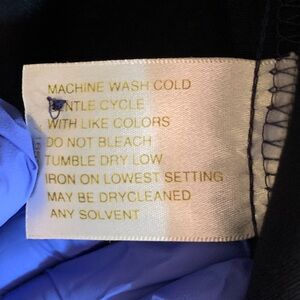 MACHINE WASH COLD
GENTLE CYCLE
WITH LIKE COLORS
DO NOT BLEACH
TUMBLE DRY LOW
IRON ON LOWEST SETTING
MAY BE DRYCLEANED
ANY SOLVENT